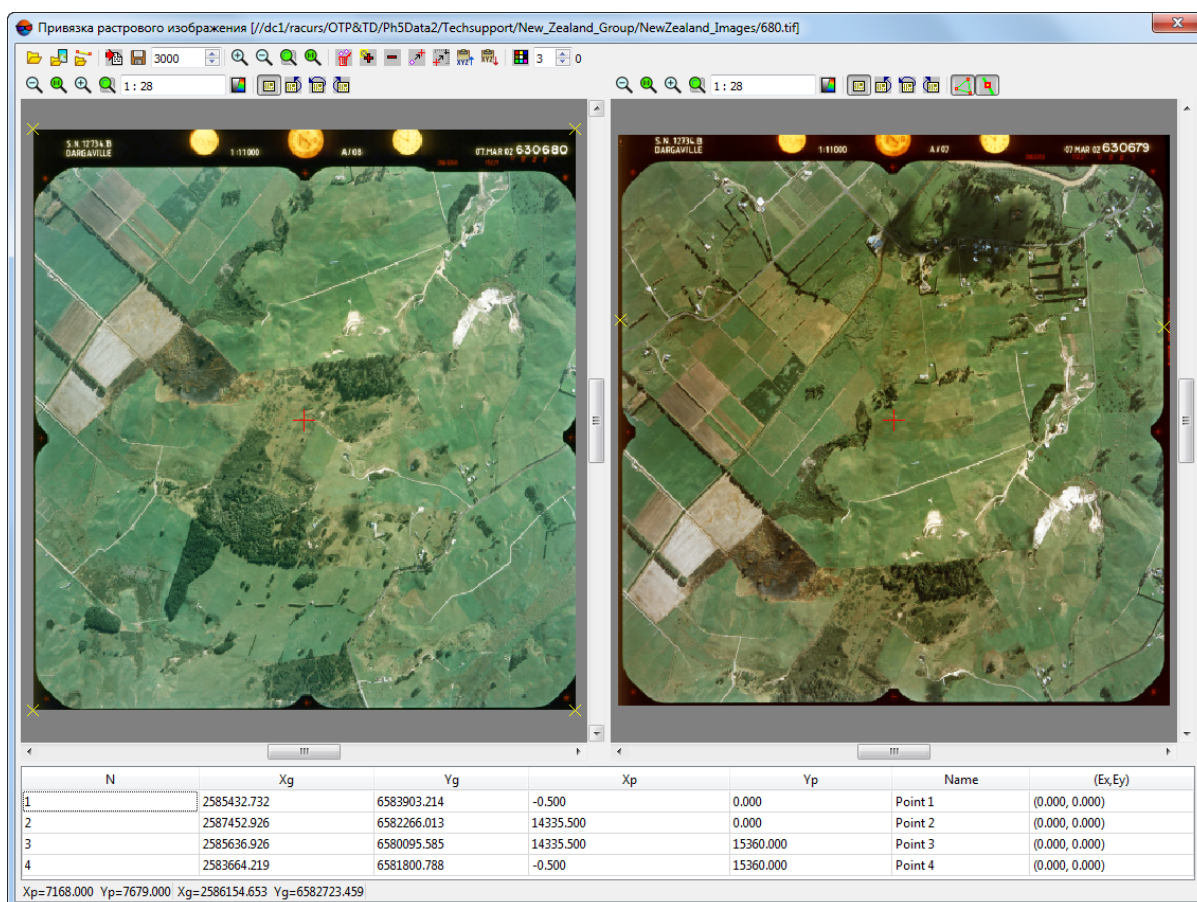 Привязка растрового изображения [//dc1/racurs/OTP&TD/Ph5Data2/Techsupport/New_Zealand_Group/NewZealand_Images/680.tif]
3000 3 0
1 : 28 1 : 28
S.N. 12734.B
DARGAVILLE 1:11000 A/08 07.MAR 02 630680
S.N. 12734.B
DARGAVILLE 1:11000 A/07 07 MAR 02 630679
N Xg Yg Xp Yp Name (Ex,Ey)
1 2585432.732 6583903.214 -0.500 0.000 Point 1 (0.000, 0.000)
2 2587452.926 6582266.013 14335.500 0.000 Point 2 (0.000, 0.000)
3 2585636.926 6580095.585 14335.500 15360.000 Point 3 (0.000, 0.000)
4 2583664.219 6581800.788 -0.500 15360.000 Point 4 (0.000, 0.000)
Xp=7168.000 Yp=7679.000 Xg=2586154.653 Yg=6582723.459